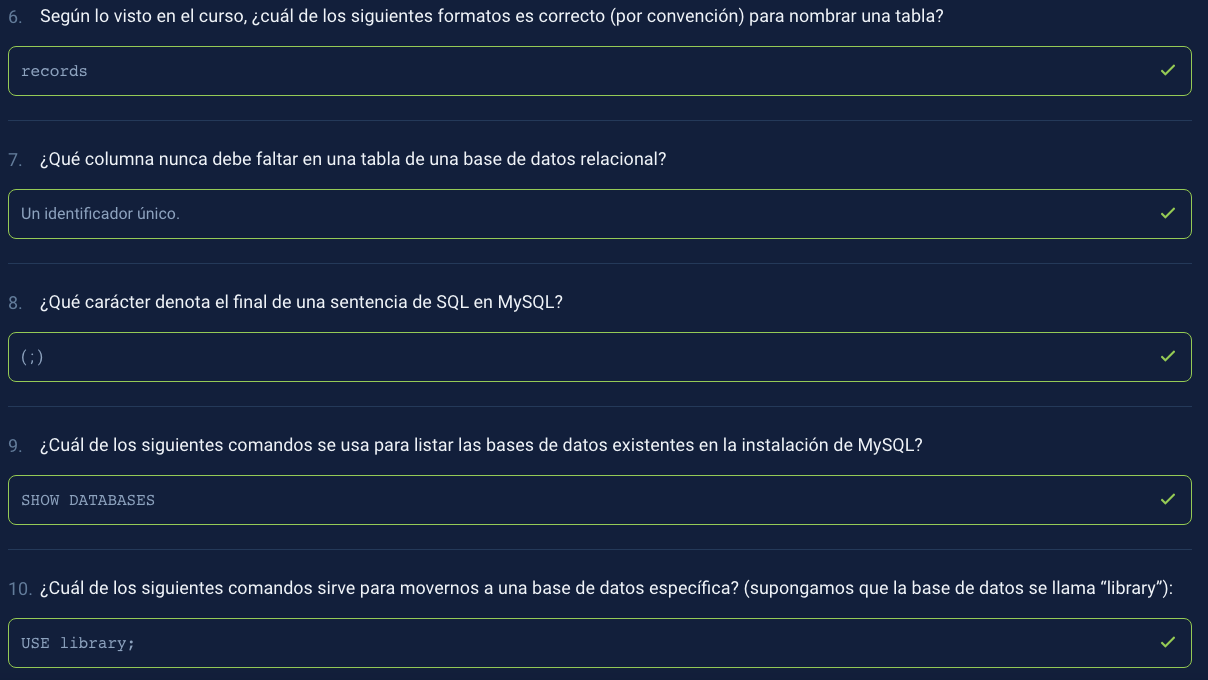 6. Según lo visto en el curso, ¿cuál de los siguientes formatos es correcto (por convención) para nombrar una tabla?
records
7. ¿Qué columna nunca debe faltar en una tabla de una base de datos relacional?
Un identificador único.
8. ¿Qué carácter denota el final de una sentencia de SQL en MySQL?
(;)
9. ¿Cuál de los siguientes comandos se usa para listar las bases de datos existentes en la instalación de MySQL?
SHOW DATABASES
10. ¿Cuál de los siguientes comandos sirve para movernos a una base de datos específica? (supongamos que la base de datos se llama “library”):
USE library;